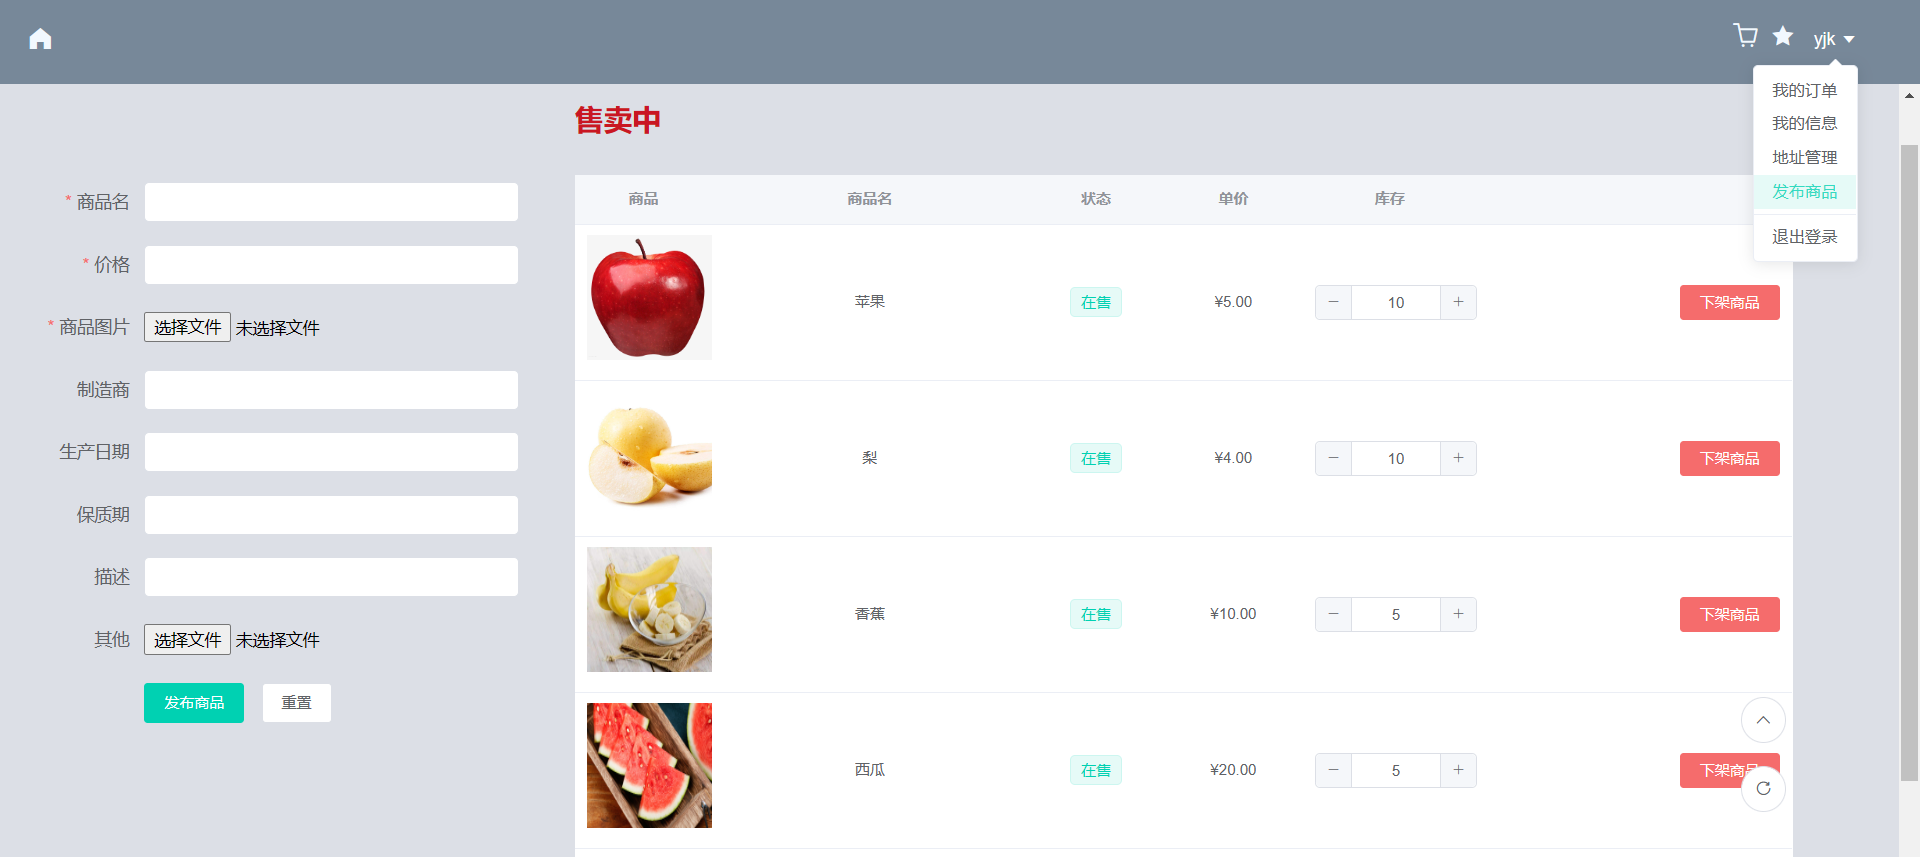 yjk
我的订单
我的信息
地址管理
发布商品
退出登录
售卖中
* 商品名
* 价格
* 商品图片 选择文件 未选择文件
制造商
生产日期
保质期
描述
其他 选择文件 未选择文件
发布商品 重置
商品 商品名 状态 单价 库存
苹果 在售 ¥5.00 10 下架商品
梨 在售 ¥4.00 10 下架商品
香蕉 在售 ¥10.00 5 下架商品
西瓜 在售 ¥20.00 5 下架商品